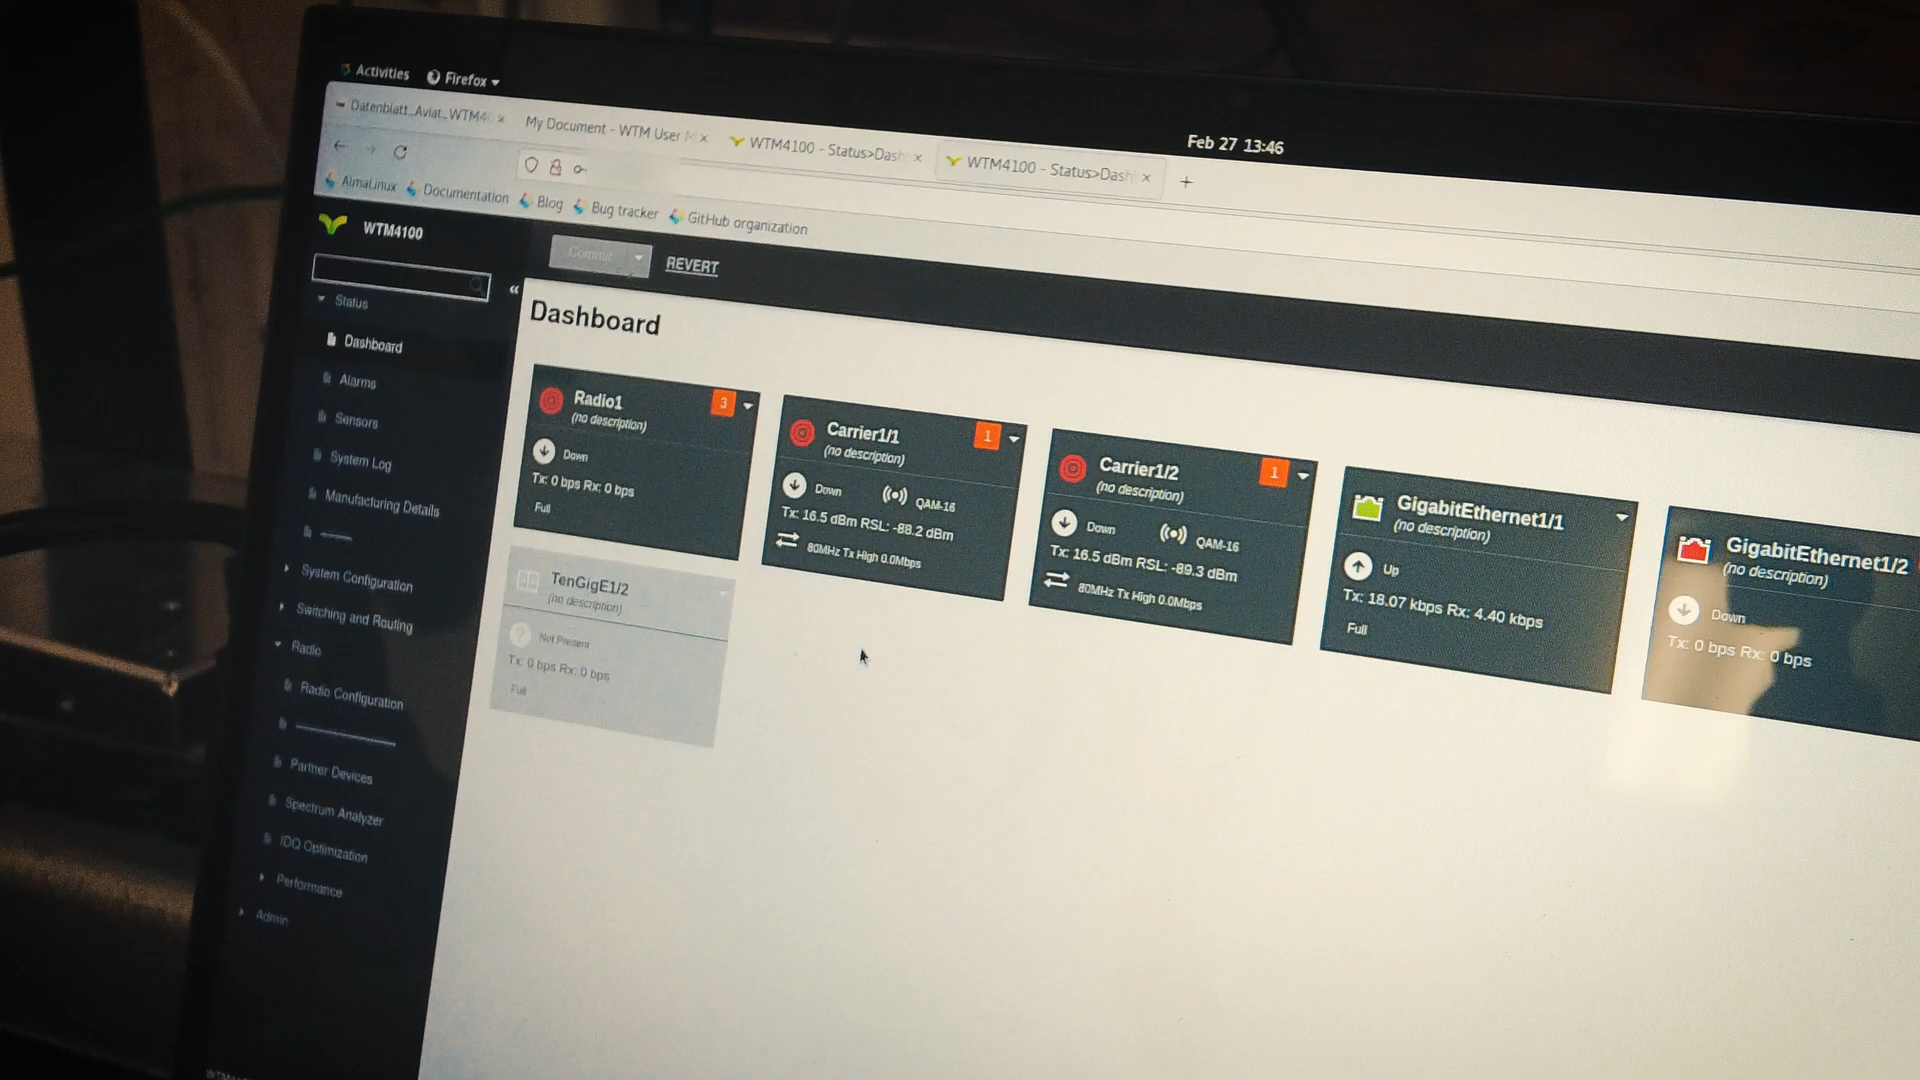 Activities Firefox
Feb 27 13:46
Datenblatt_Aviat_WTM4
My Document - WTM User
WTM4100 - Status>Dash
WTM4100 - Status>Dash
AlmaLinux Documentation Blog Bug tracker GitHub organization
WTM4100
Commit REVERT
Status
Dashboard
Alarms
Sensors
System Log
Manufacturing Details
System Configuration
Switching and Routing
Radio
Radio Configuration
Partner Devices
Spectrum Analyzer
IDQ Optimization
Performance
Admin
Dashboard
Radio1 3
(no description)
Down
Tx: 0 bps Rx: 0 bps
Full
Carrier1/1 1
(no description)
Down QAM-16
Tx: 16.5 dBm RSL: -88.2 dBm
80MHz Tx High 0.0Mbps
Carrier1/2 1
(no description)
Down QAM-16
Tx: 16.5 dBm RSL: -89.3 dBm
80MHz Tx High 0.0Mbps
GigabitEthernet1/1
(no description)
Up
Tx: 18.07 kbps Rx: 4.40 kbps
Full
GigabitEthernet1/2
(no description)
Down
Tx: 0 bps Rx: 0 bps
TenGigE1/2
(no description)
Not Present
Tx: 0 bps Rx: 0 bps
Full